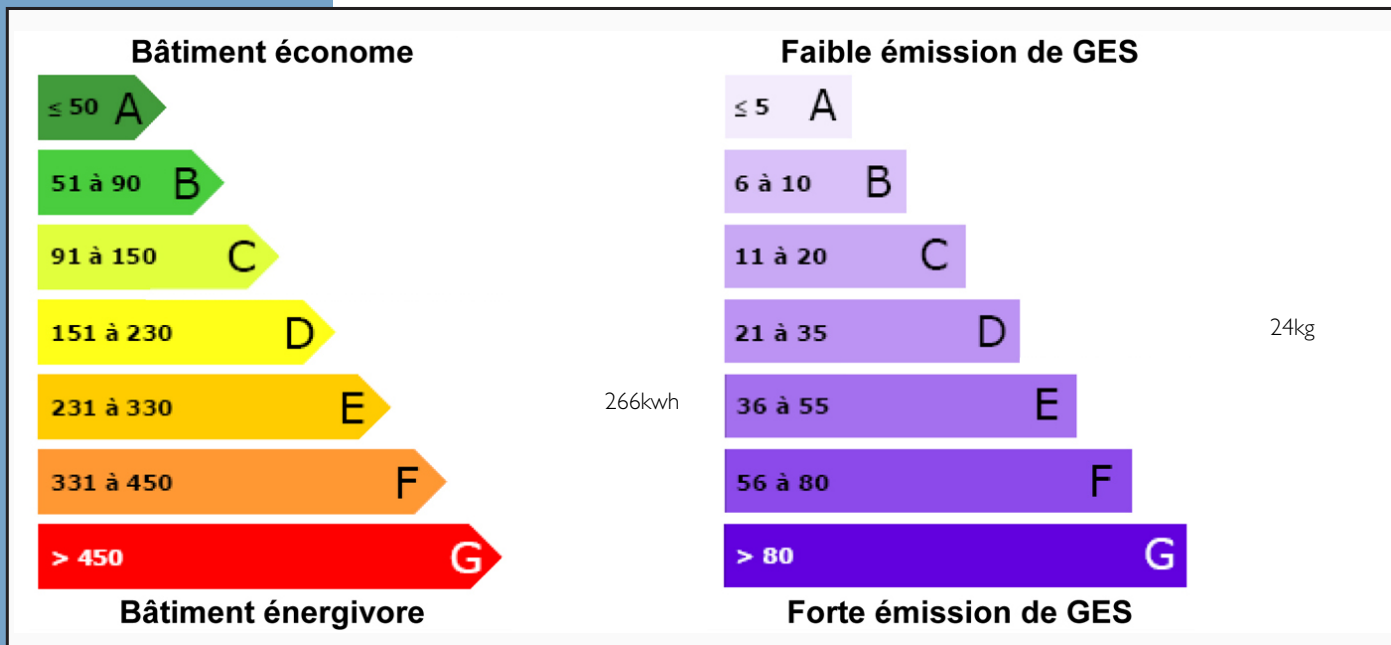 Bâtiment économe
≤ 50 A
51 à 90 B
91 à 150 C
151 à 230 D
231 à 330 E
266kwh
331 à 450 F
> 450 G
Bâtiment énergivore
Faible émission de GES
≤ 5 A
6 à 10 B
11 à 20 C
21 à 35 D
24kg
36 à 55 E
56 à 80 F
> 80 G
Forte émission de GES